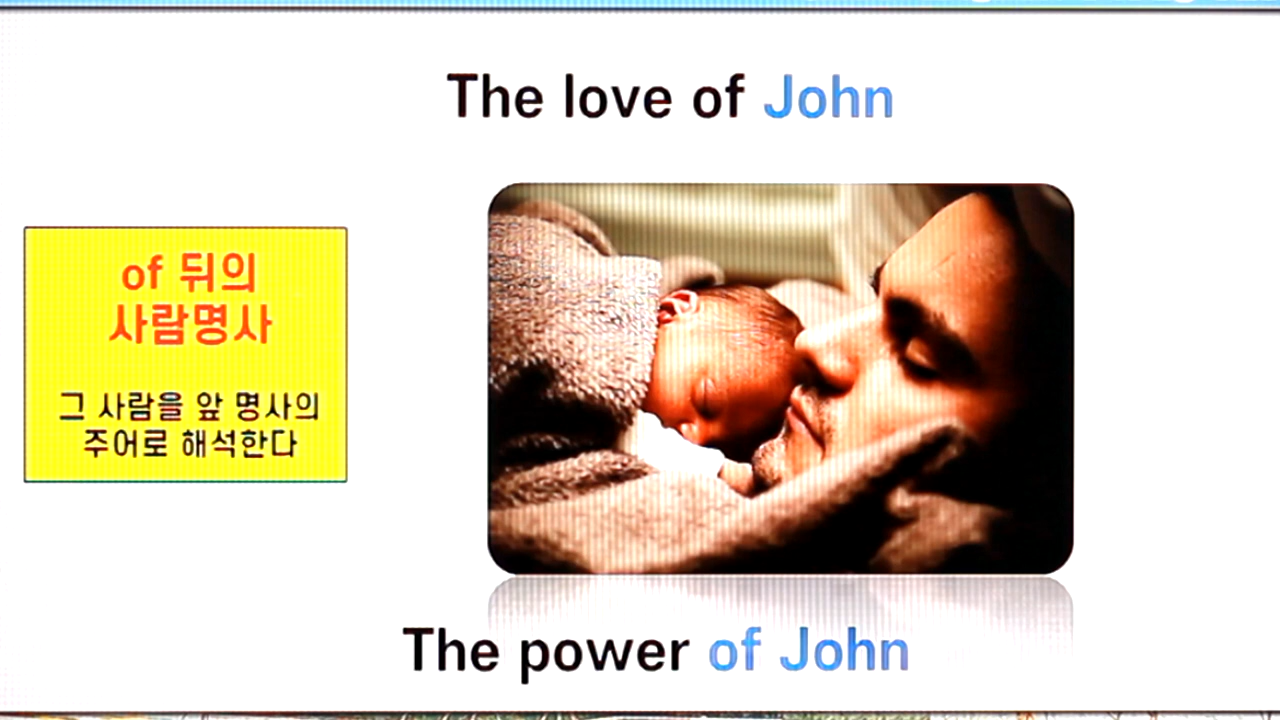 The love of John
of 뒤의
사람명사
그 사람을 앞 명사의
주어로 해석한다
The power of John